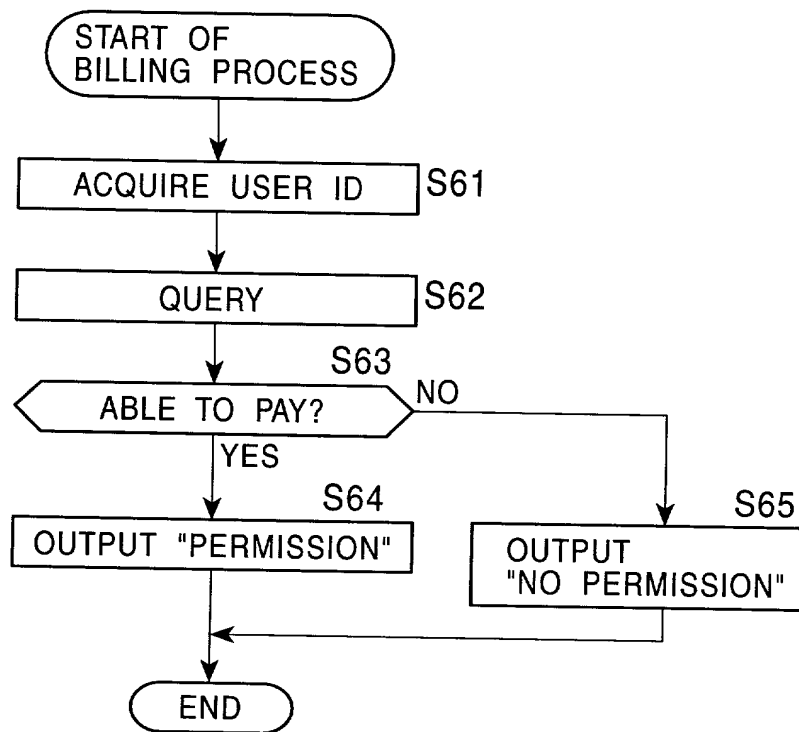 START OF
BILLING PROCESS
ACQUIRE USER ID
S61
QUERY
S62
S63
ABLE TO PAY?
NO
YES
S64
OUTPUT "PERMISSION"
S65
OUTPUT
"NO PERMISSION"
END